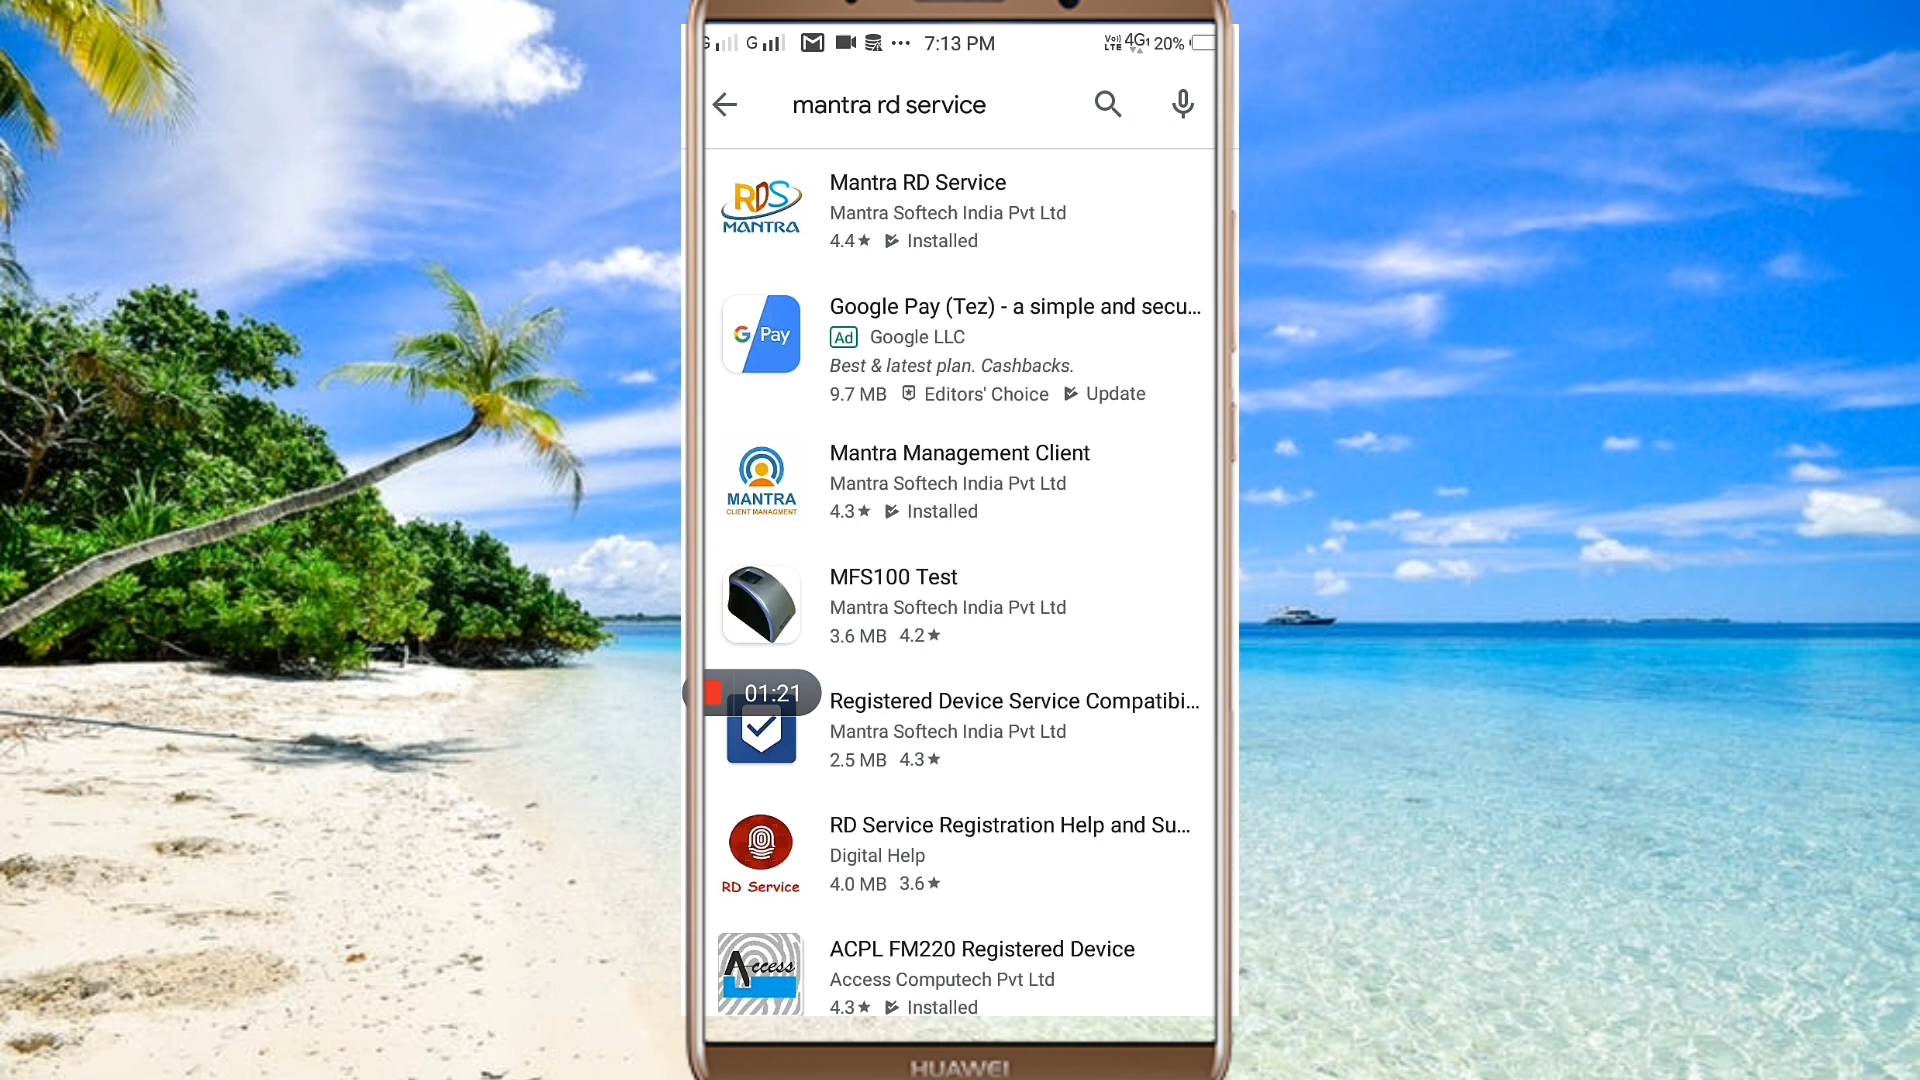 G G 7:13 PM Vo)) LTE 4G1 20%
mantra rd service
RDS
MANTRA
Mantra RD Service
Mantra Softech India Pvt Ltd
4.4★ Installed
G Pay
Google Pay (Tez) - a simple and secu...
Ad Google LLC
Best & latest plan. Cashbacks.
9.7 MB Editors' Choice Update
MANTRA
CLIENT MANAGMENT
Mantra Management Client
Mantra Softech India Pvt Ltd
4.3★ Installed
MFS100 Test
Mantra Softech India Pvt Ltd
3.6 MB 4.2★
01:21
Registered Device Service Compatibi...
Mantra Softech India Pvt Ltd
2.5 MB 4.3★
RD Service
RD Service Registration Help and Su...
Digital Help
4.0 MB 3.6★
Access
ACPL FM220 Registered Device
Access Computech Pvt Ltd
4.3★ Installed
HUAWEI